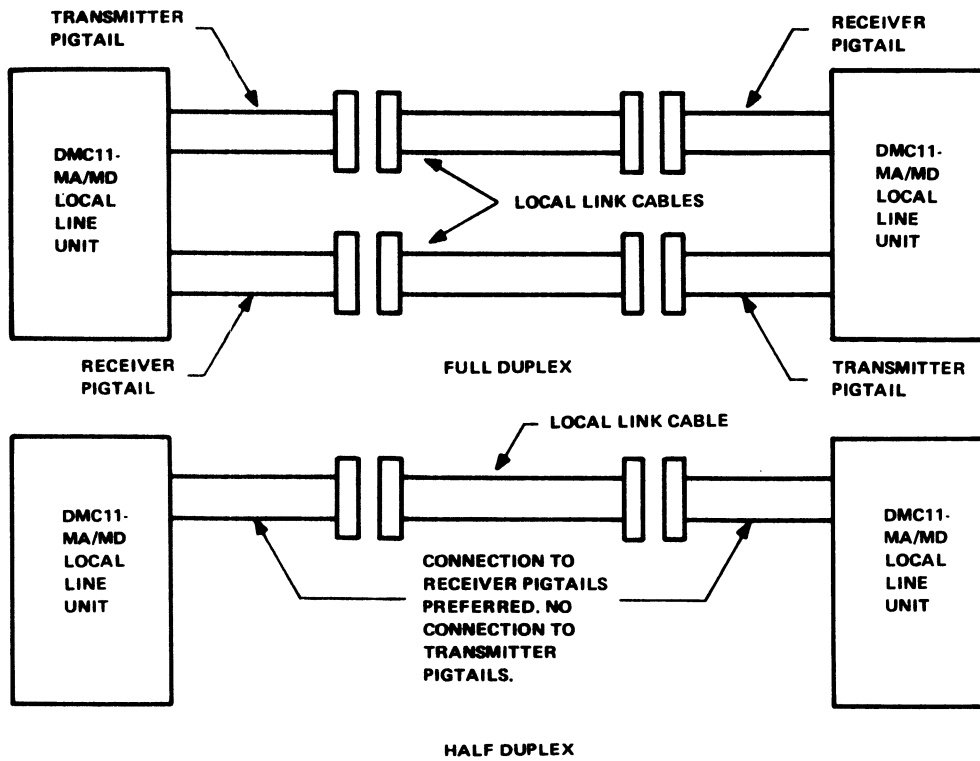 TRANSMITTER
PIGTAIL
RECEIVER
PIGTAIL
DMC11-
MA/MD
LOCAL
LINE
UNIT
LOCAL LINK CABLES
DMC11-
MA/MD
LOCAL
LINE
UNIT
RECEIVER
PIGTAIL
FULL DUPLEX
TRANSMITTER
PIGTAIL
LOCAL LINK CABLE
DMC11-
MA/MD
LOCAL
LINE
UNIT
CONNECTION TO
RECEIVER PIGTAILS
PREFERRED. NO
CONNECTION TO
TRANSMITTER
PIGTAILS.
DMC11-
MA/MD
LOCAL
LINE
UNIT
HALF DUPLEX